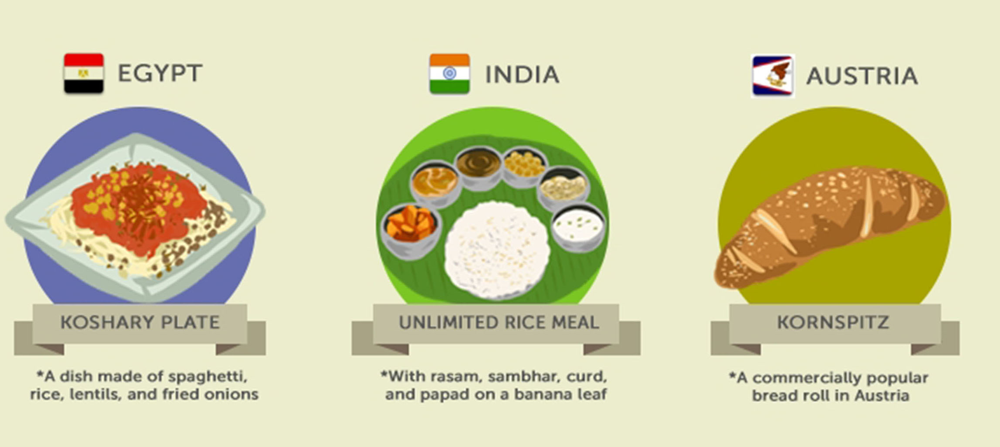 EGYPT
KOSHARY PLATE
*A dish made of spaghetti,
rice, lentils, and fried onions
INDIA
UNLIMITED RICE MEAL
*With rasam, sambhar, curd,
and papad on a banana leaf
AUSTRIA
KORNSPITZ
*A commercially popular
bread roll in Austria